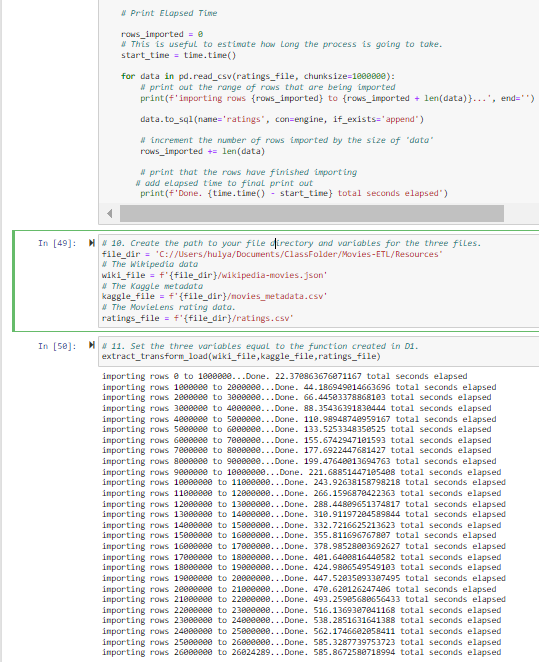 # Print Elapsed Time
rows_imported = 0
# This is useful to estimate how long the process is going to take.
start_time = time.time()
for data in pd.read_csv(ratings_file, chunksize=1000000):
# print out the range of rows that are being imported
print(f'importing rows {rows_imported} to {rows_imported + len(data)}...', end='')
data.to_sql(name='ratings', con=engine, if_exists='append')
# increment the number of rows imported by the size of 'data'
rows_imported += len(data)
# print that the rows have finished importing
# add elapsed time to final print out
print(f'Done. {time.time() - start_time} total seconds elapsed')
In [49]:
# 10. Create the path to your file directory and variables for the three files.
file_dir = 'C://Users/hulya/Documents/ClassFolder/Movies-ETL/Resources'
# The Wikipedia data
wiki_file = f'{file_dir}/wikipedia-movies.json'
# The Kaggle metadata
kaggle_file = f'{file_dir}/movies_metadata.csv'
# The MovieLens rating data.
ratings_file = f'{file_dir}/ratings.csv'
In [50]:
# 11. Set the three variables equal to the function created in D1.
extract_transform_load(wiki_file,kaggle_file,ratings_file)
importing rows 0 to 1000000...Done. 22.370863676071167 total seconds elapsed
importing rows 1000000 to 2000000...Done. 44.186949014663696 total seconds elapsed
importing rows 2000000 to 3000000...Done. 66.44503378868103 total seconds elapsed
importing rows 3000000 to 4000000...Done. 88.35436391830444 total seconds elapsed
importing rows 4000000 to 5000000...Done. 110.98948740959167 total seconds elapsed
importing rows 5000000 to 6000000...Done. 133.5253348350525 total seconds elapsed
importing rows 6000000 to 7000000...Done. 155.6742947101593 total seconds elapsed
importing rows 7000000 to 8000000...Done. 177.6922447681427 total seconds elapsed
importing rows 8000000 to 9000000...Done. 199.47640013694763 total seconds elapsed
importing rows 9000000 to 10000000...Done. 221.68851447105408 total seconds elapsed
importing rows 10000000 to 11000000...Done. 243.92638158798218 total seconds elapsed
importing rows 11000000 to 12000000...Done. 266.1596870422363 total seconds elapsed
importing rows 12000000 to 13000000...Done. 288.44809651374817 total seconds elapsed
importing rows 13000000 to 14000000...Done. 310.91197204589844 total seconds elapsed
importing rows 14000000 to 15000000...Done. 332.7216625213623 total seconds elapsed
importing rows 15000000 to 16000000...Done. 355.811696767807 total seconds elapsed
importing rows 16000000 to 17000000...Done. 378.98528003692627 total seconds elapsed
importing rows 17000000 to 18000000...Done. 401.6400816440582 total seconds elapsed
importing rows 18000000 to 19000000...Done. 424.9806549549103 total seconds elapsed
importing rows 19000000 to 20000000...Done. 447.52035093307495 total seconds elapsed
importing rows 20000000 to 21000000...Done. 470.620126247406 total seconds elapsed
importing rows 21000000 to 22000000...Done. 493.25905680656433 total seconds elapsed
importing rows 22000000 to 23000000...Done. 516.1369307041168 total seconds elapsed
importing rows 23000000 to 24000000...Done. 538.2851631641388 total seconds elapsed
importing rows 24000000 to 25000000...Done. 562.1746602058411 total seconds elapsed
importing rows 25000000 to 26000000...Done. 585.3287739753723 total seconds elapsed
importing rows 26000000 to 26024289...Done. 585.8672580718994 total seconds elapsed